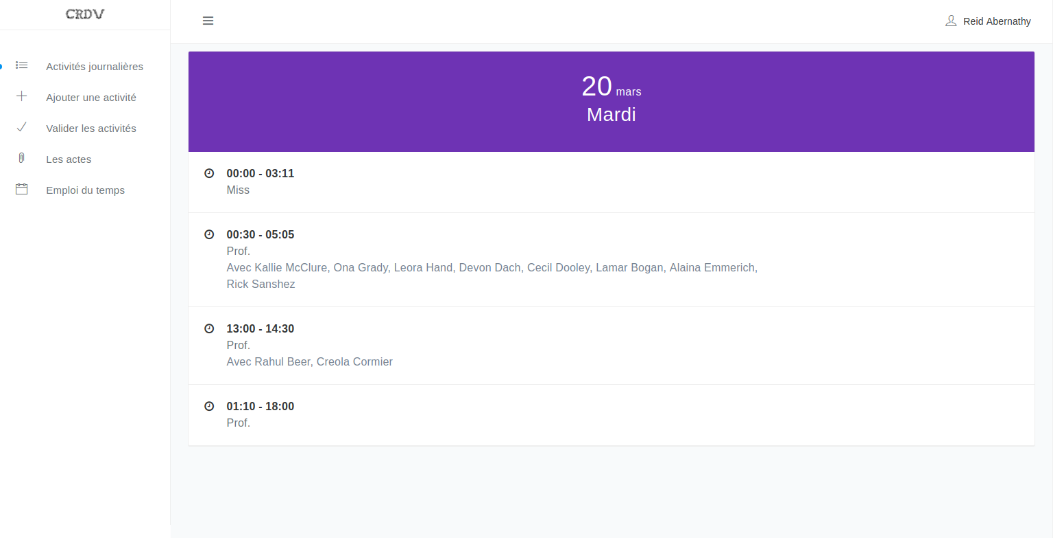 CRDV
Reid Abernathy
Activités journalières
Ajouter une activité
Valider les activités
Les actes
Emploi du temps
20 mars
Mardi
00:00 - 03:11
Miss
00:30 - 05:05
Prof.
Avec Kallie McClure, Ona Grady, Leora Hand, Devon Dach, Cecil Dooley, Lamar Bogan, Alaina Emmerich,
Rick Sanshez
13:00 - 14:30
Prof.
Avec Rahul Beer, Creola Cormier
01:10 - 18:00
Prof.